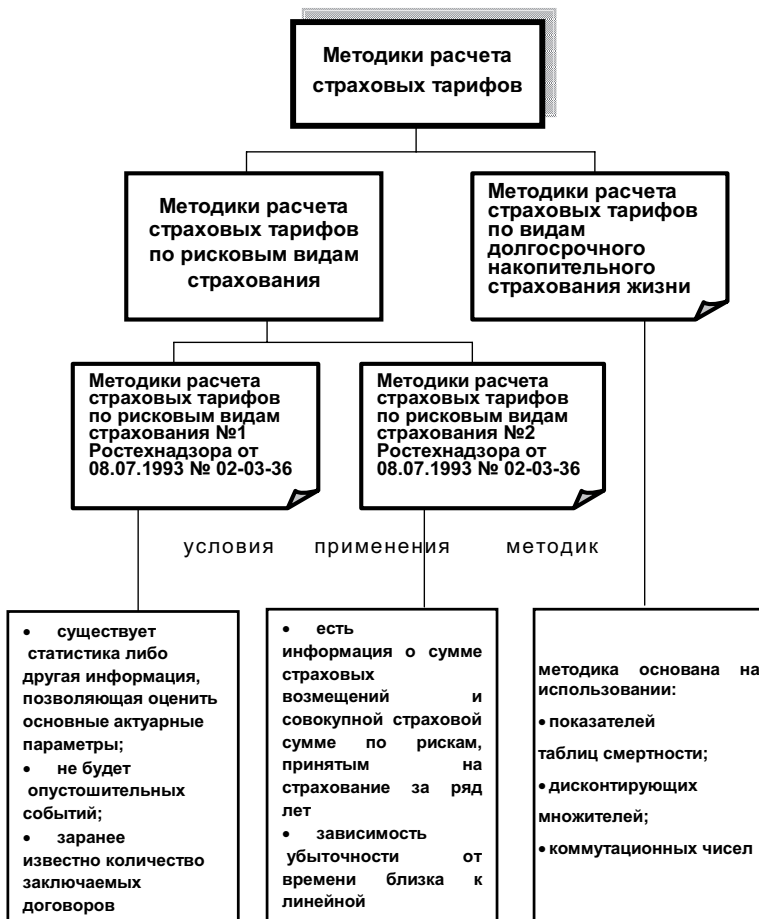 Методики расчета
страховых тарифов
Методики расчета
страховых тарифов
по рисковым видам
страхования
Методики расчета
страховых тарифов
по видам
долгосрочного
накопительного
страхования жизни
Методики расчета
страховых тарифов
по рисковым видам
страхования №1
Ростехнадзора от
08.07.1993 № 02-03-36
Методики расчета
страховых тарифов
по рисковым видам
страхования №2
Ростехнадзора от
08.07.1993 № 02-03-36
условия применения методик
• существует
статистика либо
другая информация,
позволяющая оценить
основные актуарные
параметры;
• не будет
опустошительных
событий;
• заранее
известно количество
заключаемых
договоров
• есть
информация о сумме
страховых
возмещений и
совокупной страховой
сумме по рискам,
принятым на
страхование за ряд
лет
• зависимость
убыточности от
времени близка к
линейной
методика основана на
использовании:
• показателей
таблиц смертности;
• дисконтирующих
множителей;
• коммутационных чисел